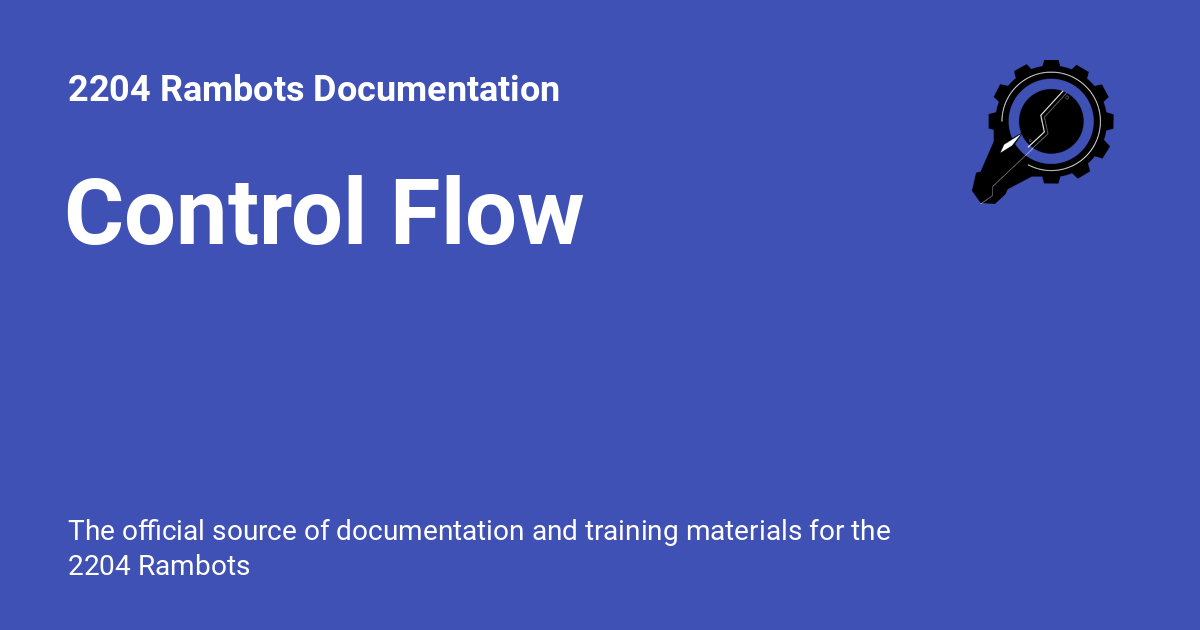 2204 Rambots Documentation
Control Flow
The official source of documentation and training materials for the
2204 Rambots